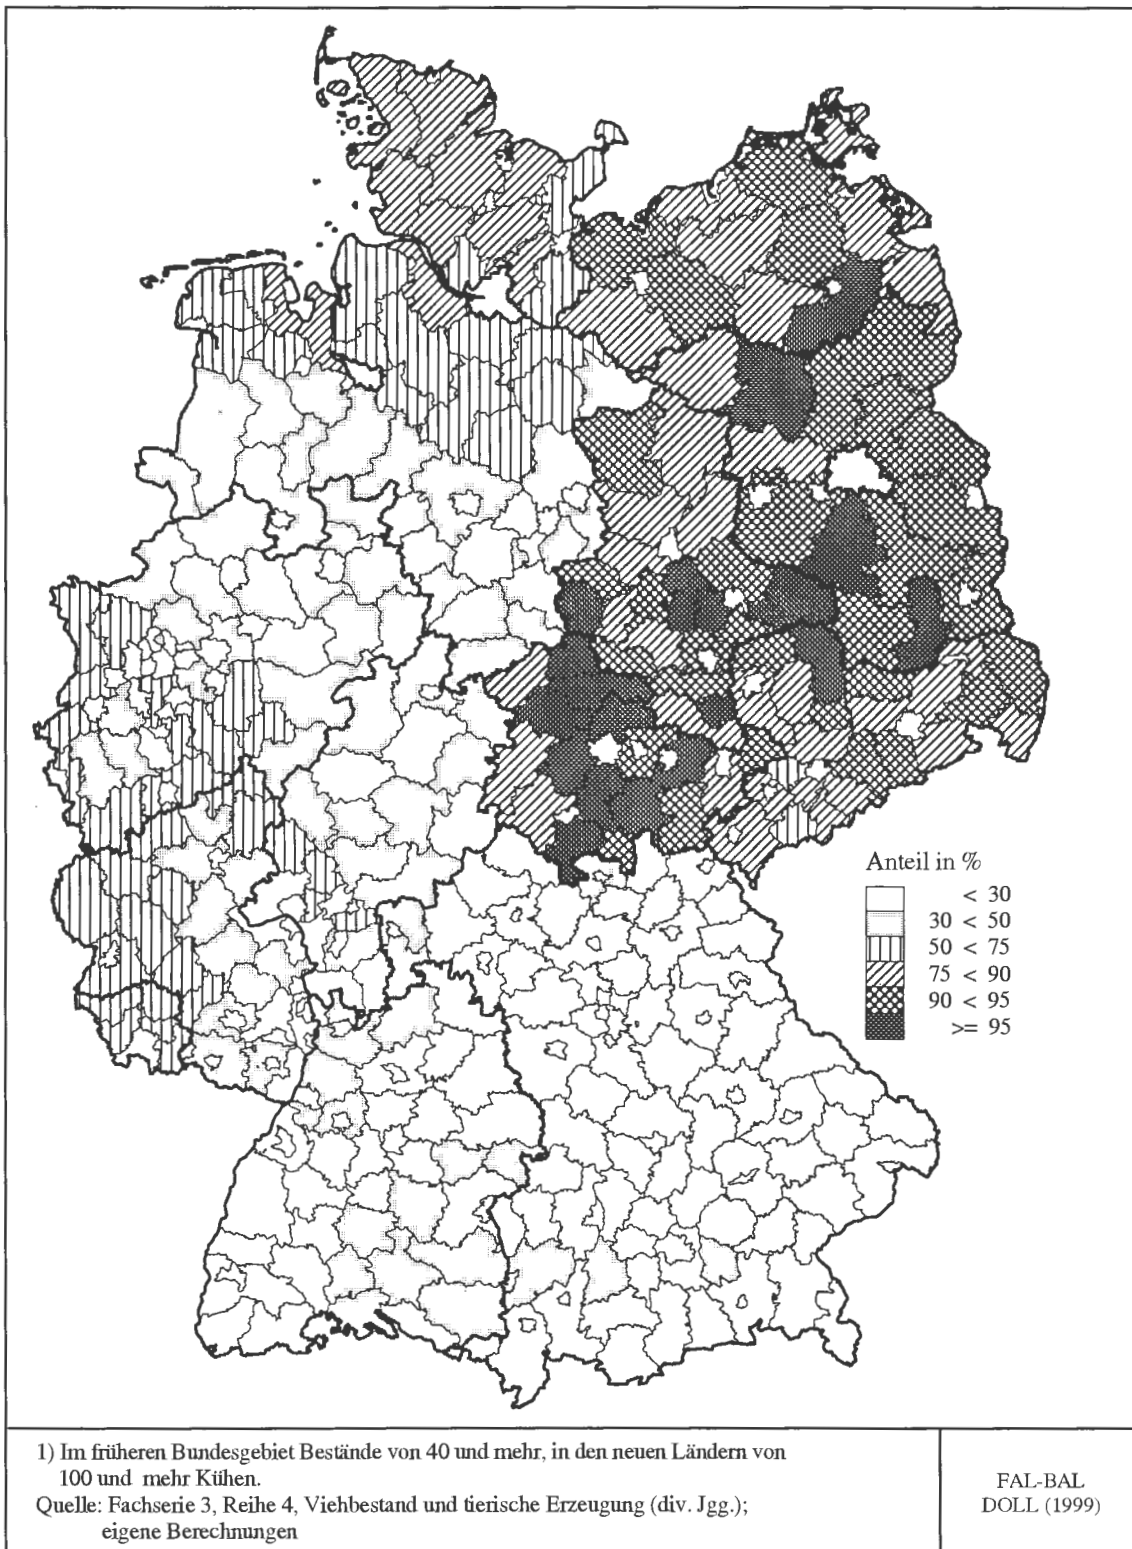 Anteil in %
< 30
30 < 50
50 < 75
75 < 90
90 < 95
>= 95
1) Im früheren Bundesgebiet Bestände von 40 und mehr, in den neuen Ländern von
100 und mehr Kühen.
Quelle: Fachserie 3, Reihe 4, Viehbestand und tierische Erzeugung (div. Jgg.);
eigene Berechnungen
FAL-BAL
DOLL (1999)